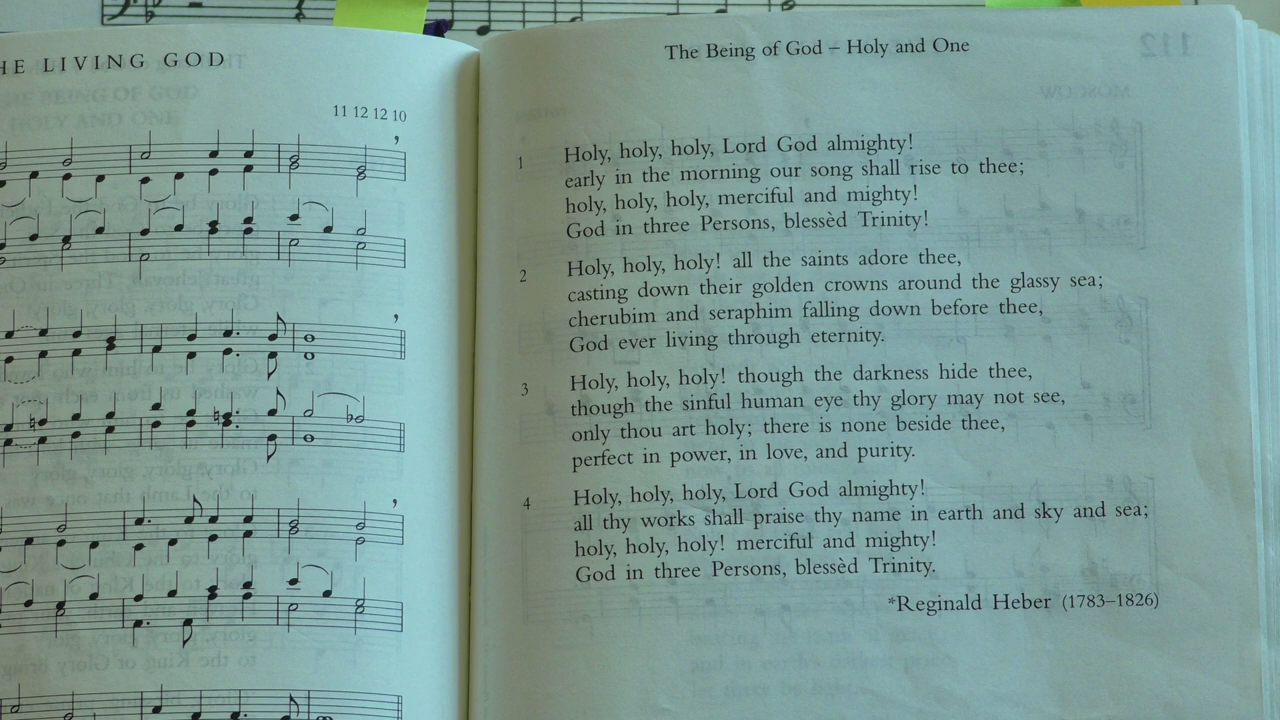 HE LIVING GOD
11 12 12 10
The Being of God – Holy and One
1 Holy, holy, holy, Lord God almighty!
early in the morning our song shall rise to thee;
holy, holy, holy, merciful and mighty!
God in three Persons, blessèd Trinity!
2 Holy, holy, holy! all the saints adore thee,
casting down their golden crowns around the glassy sea;
cherubim and seraphim falling down before thee,
God ever living through eternity.
3 Holy, holy, holy! though the darkness hide thee,
though the sinful human eye thy glory may not see,
only thou art holy; there is none beside thee,
perfect in power, in love, and purity.
4 Holy, holy, holy, Lord God almighty!
all thy works shall praise thy name in earth and sky and sea;
holy, holy, holy! merciful and mighty!
God in three Persons, blessèd Trinity.
*Reginald Heber (1783–1826)